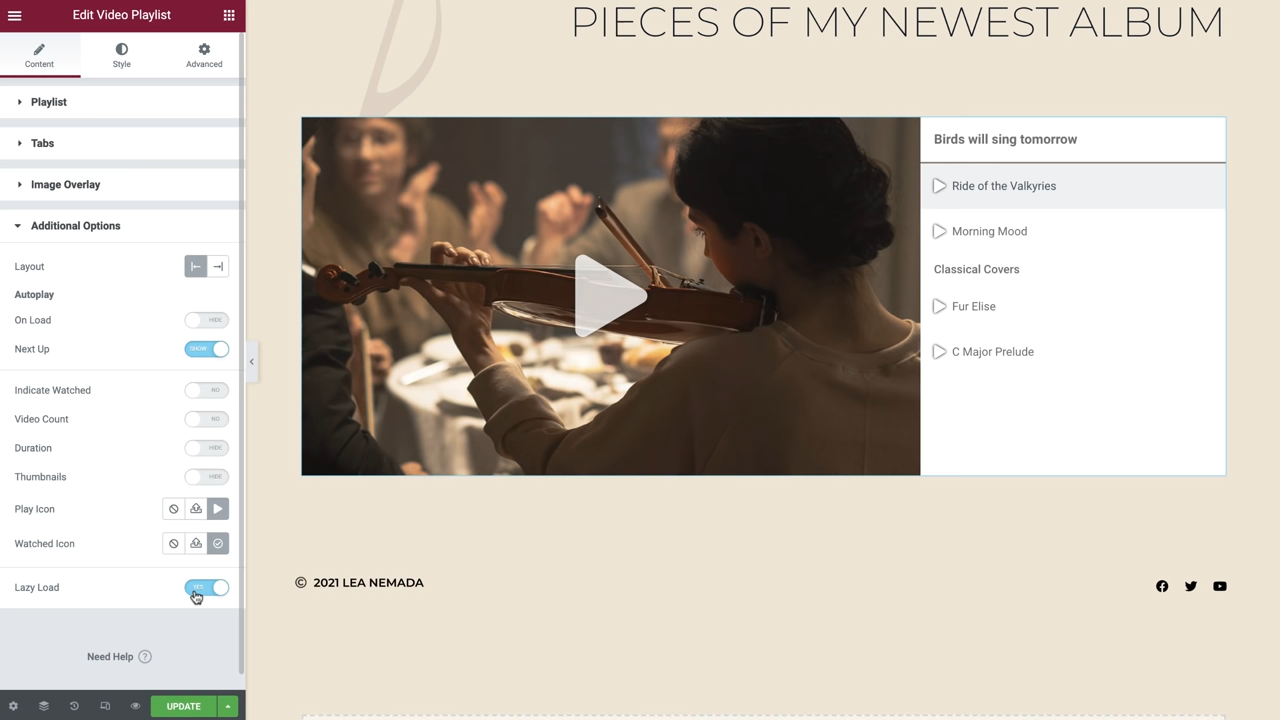 Edit Video Playlist
Content
Style
Advanced
Playlist
Tabs
Image Overlay
Additional Options
Layout
Autoplay
On Load
HIDE
Next Up
SHOW
Indicate Watched
NO
Video Count
NO
Duration
HIDE
Thumbnails
HIDE
Play Icon
Watched Icon
Lazy Load
YES
Need Help ?
UPDATE
PIECES OF MY NEWEST ALBUM
Birds will sing tomorrow
Ride of the Valkyries
Morning Mood
Classical Covers
Fur Elise
C Major Prelude
© 2021 LEA NEMADA